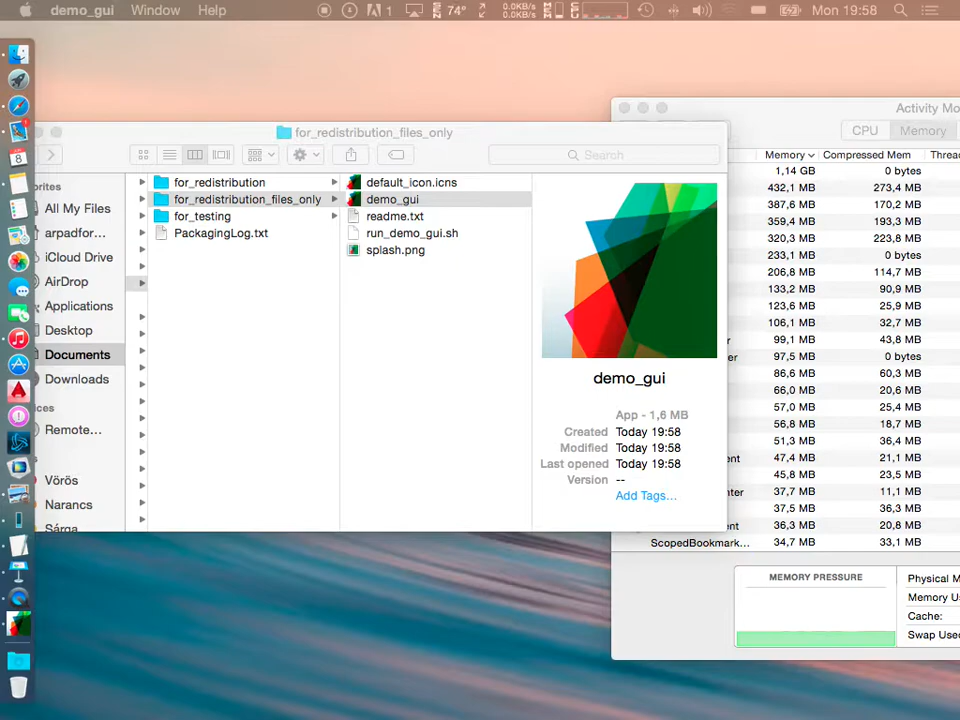 demo_gui Window Help 1 74° 0.0KB/s 0.0KB/s Mon 19:58
for_redistribution_files_only
Search
Activity Mo
CPU Memory
Memory Compressed Mem Threa
1,14 GB 0 bytes
432,1 MB 273,4 MB
387,6 MB 170,2 MB
359,4 MB 193,3 MB
320,3 MB 223,8 MB
233,1 MB 0 bytes
206,8 MB 114,7 MB
133,2 MB 90,9 MB
123,6 MB 25,9 MB
106,1 MB 32,7 MB
r 99,1 MB 43,8 MB
er 97,5 MB 0 bytes
86,6 MB 60,3 MB
66,0 MB 20,6 MB
57,0 MB 25,4 MB
56,8 MB 18,7 MB
51,3 MB 36,4 MB
ent 47,4 MB 21,1 MB
45,8 MB 23,5 MB
nter 37,7 MB 11,1 MB
37,5 MB 36,3 MB
nt 36,3 MB 20,8 MB
ScopedBookmark... 34,7 MB 33,1 MB
MEMORY PRESSURE
Physical M
Memory Us
Cache:
Swap Used
orites
All My Files
arpadfor...
iCloud Drive
AirDrop
Applications
Desktop
Documents
Downloads
ices
Remote...
s
Vörös
Narancs
Sárga
for_redistribution
for_redistribution_files_only
for_testing
PackagingLog.txt
default_icon.icns
demo_gui
readme.txt
run_demo_gui.sh
splash.png
demo_gui
App - 1,6 MB
Created Today 19:58
Modified Today 19:58
Last opened Today 19:58
Version --
Add Tags...
8